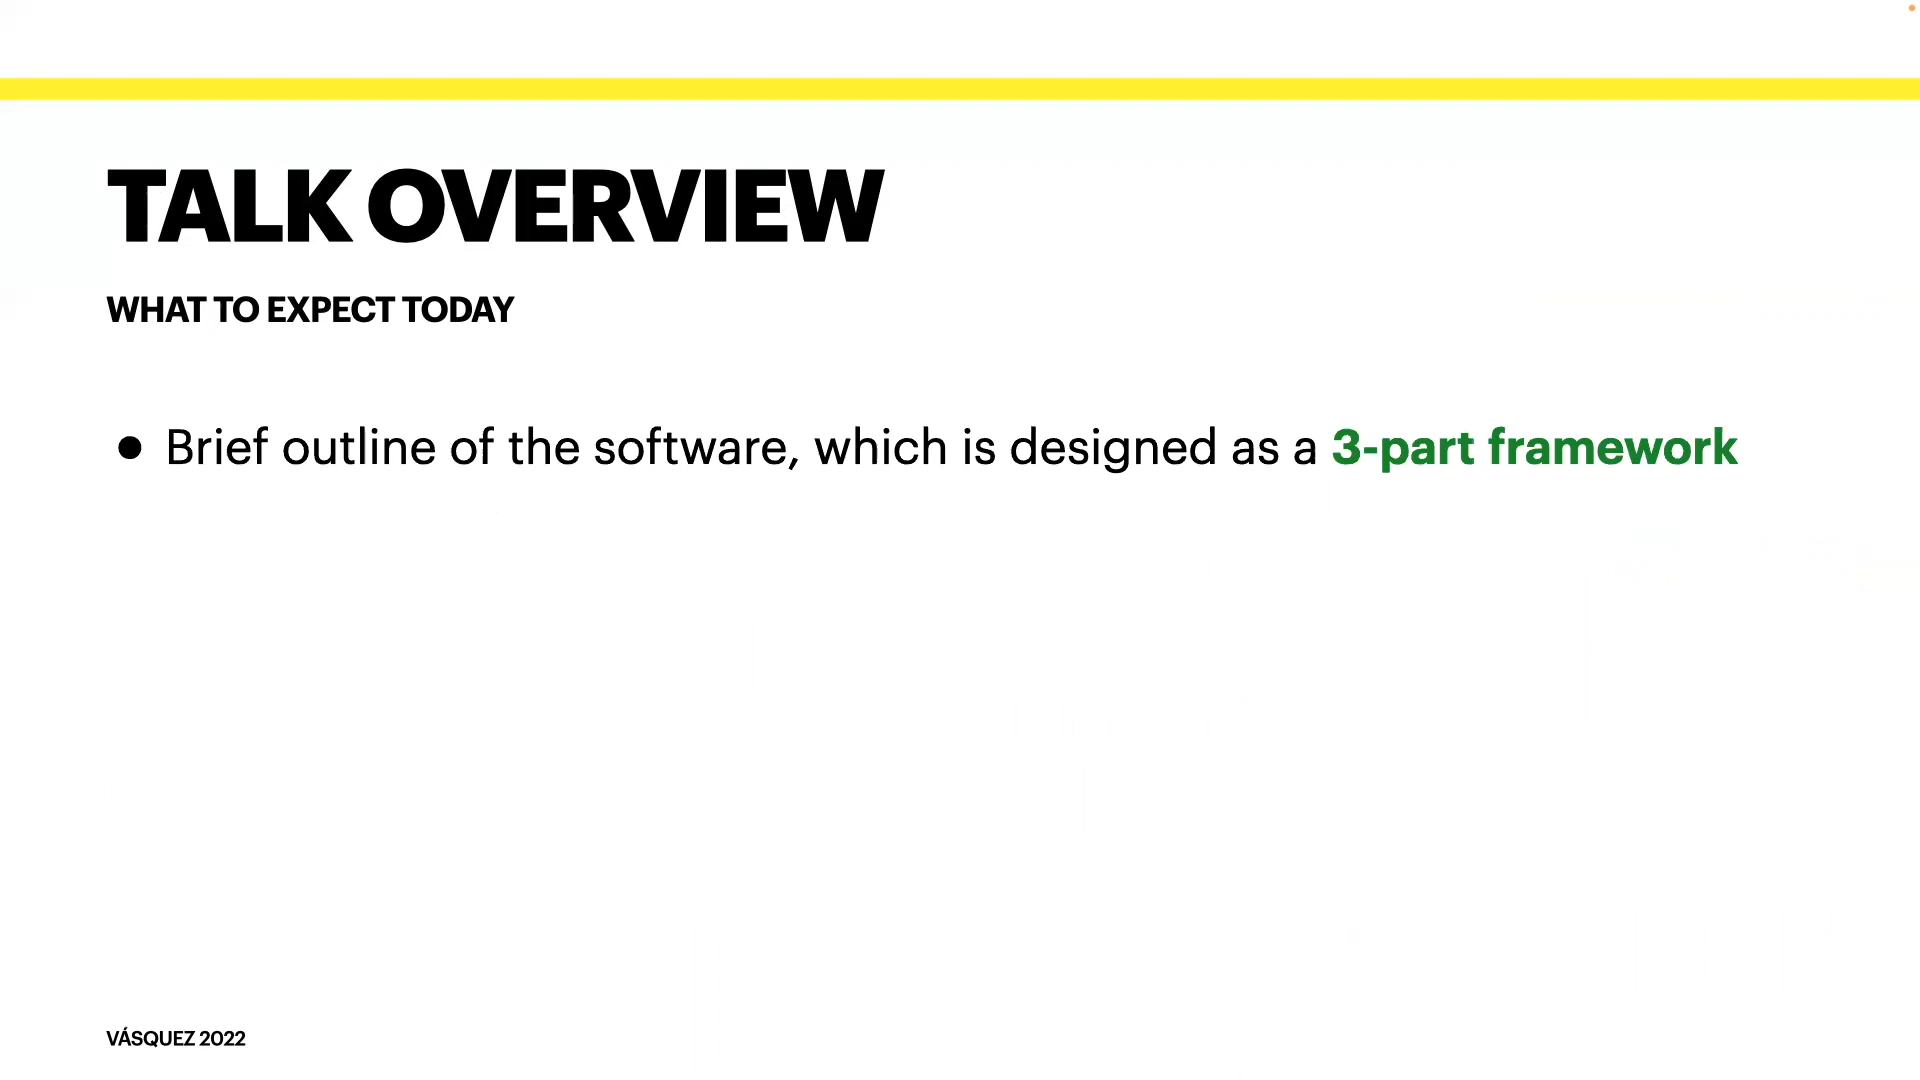 TALK OVERVIEW
WHAT TO EXPECT TODAY
● Brief outline of the software, which is designed as a 3-part framework
VÁSQUEZ 2022